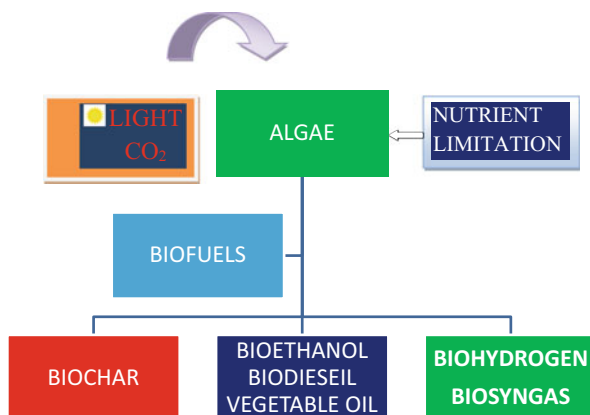 LIGHT
CO₂
ALGAE
NUTRIENT
LIMITATION
BIOFUELS
BIOCHAR
BIOETHANOL
BIODIESEIL
VEGETABLE OIL
BIOHYDROGEN
BIOSYNGAS